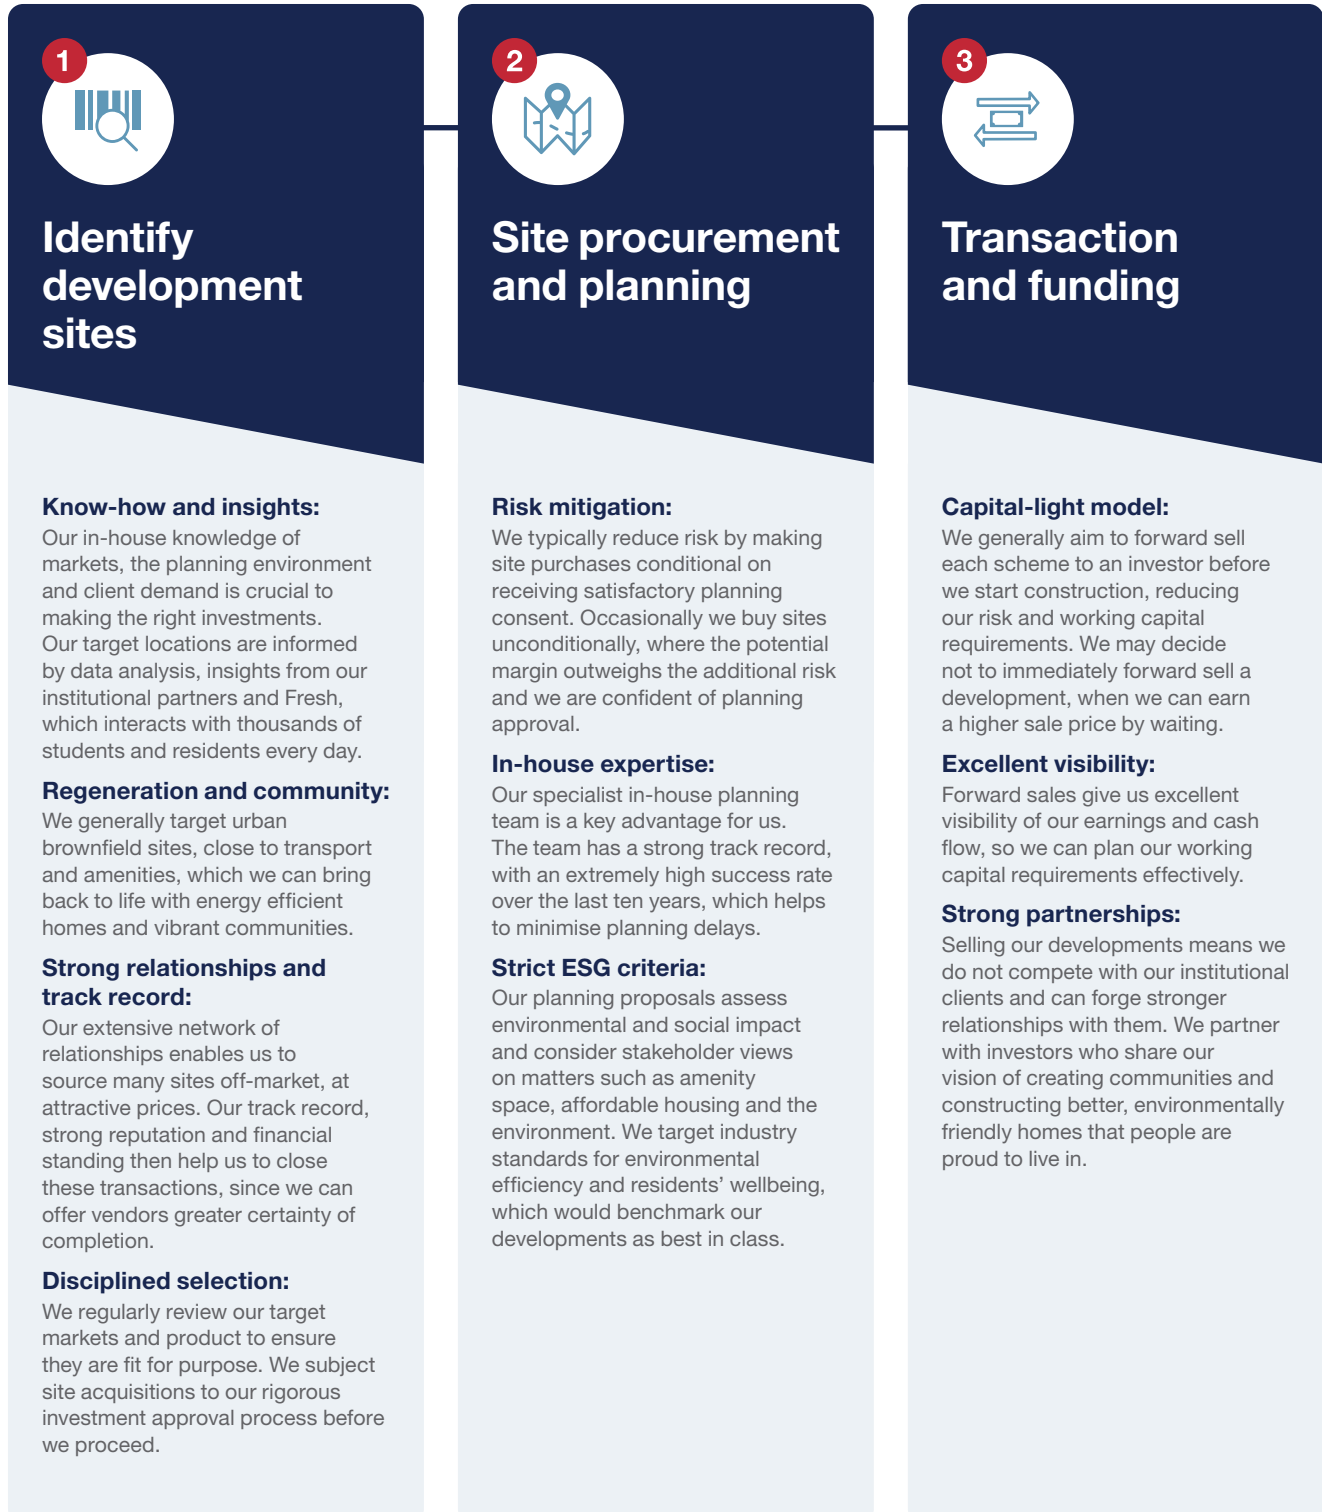 1
Identify
development
sites
Know-how and insights:
Our in-house knowledge of
markets, the planning environment
and client demand is crucial to
making the right investments.
Our target locations are informed
by data analysis, insights from our
institutional partners and Fresh,
which interacts with thousands of
students and residents every day.
Regeneration and community:
We generally target urban
brownfield sites, close to transport
and amenities, which we can bring
back to life with energy efficient
homes and vibrant communities.
Strong relationships and
track record:
Our extensive network of
relationships enables us to
source many sites off-market, at
attractive prices. Our track record,
strong reputation and financial
standing then help us to close
these transactions, since we can
offer vendors greater certainty of
completion.
Disciplined selection:
We regularly review our target
markets and product to ensure
they are fit for purpose. We subject
site acquisitions to our rigorous
investment approval process before
we proceed.
2
Site procurement
and planning
Risk mitigation:
We typically reduce risk by making
site purchases conditional on
receiving satisfactory planning
consent. Occasionally we buy sites
unconditionally, where the potential
margin outweighs the additional risk
and we are confident of planning
approval.
In-house expertise:
Our specialist in-house planning
team is a key advantage for us.
The team has a strong track record,
with an extremely high success rate
over the last ten years, which helps
to minimise planning delays.
Strict ESG criteria:
Our planning proposals assess
environmental and social impact
and consider stakeholder views
on matters such as amenity
space, affordable housing and the
environment. We target industry
standards for environmental
efficiency and residents’ wellbeing,
which would benchmark our
developments as best in class.
3
Transaction
and funding
Capital-light model:
We generally aim to forward sell
each scheme to an investor before
we start construction, reducing
our risk and working capital
requirements. We may decide
not to immediately forward sell a
development, when we can earn
a higher sale price by waiting.
Excellent visibility:
Forward sales give us excellent
visibility of our earnings and cash
flow, so we can plan our working
capital requirements effectively.
Strong partnerships:
Selling our developments means we
do not compete with our institutional
clients and can forge stronger
relationships with them. We partner
with investors who share our
vision of creating communities and
constructing better, environmentally
friendly homes that people are
proud to live in.